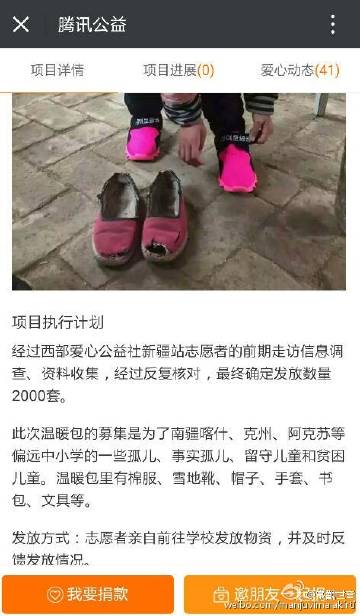 腾讯公益
项目详情
项目进展(0)
爱心动态(41)
项目执行计划
经过西部爱心公益社新疆站志愿者的前期走访信息调
查、资料收集，经过反复核对，最终确定发放数量
2000套。
此次温暖包的募集是为了南疆喀什、克州、阿克苏等
偏远中小学的一些孤儿、事实孤儿、留守儿童和贫困
儿童。温暖包里有棉服、雪地靴、帽子、手套、书
包、文具等。
发放方式：志愿者亲自前往学校发放物资，并及时反
馈发放情况。
我要捐款
邀朋友一起捐